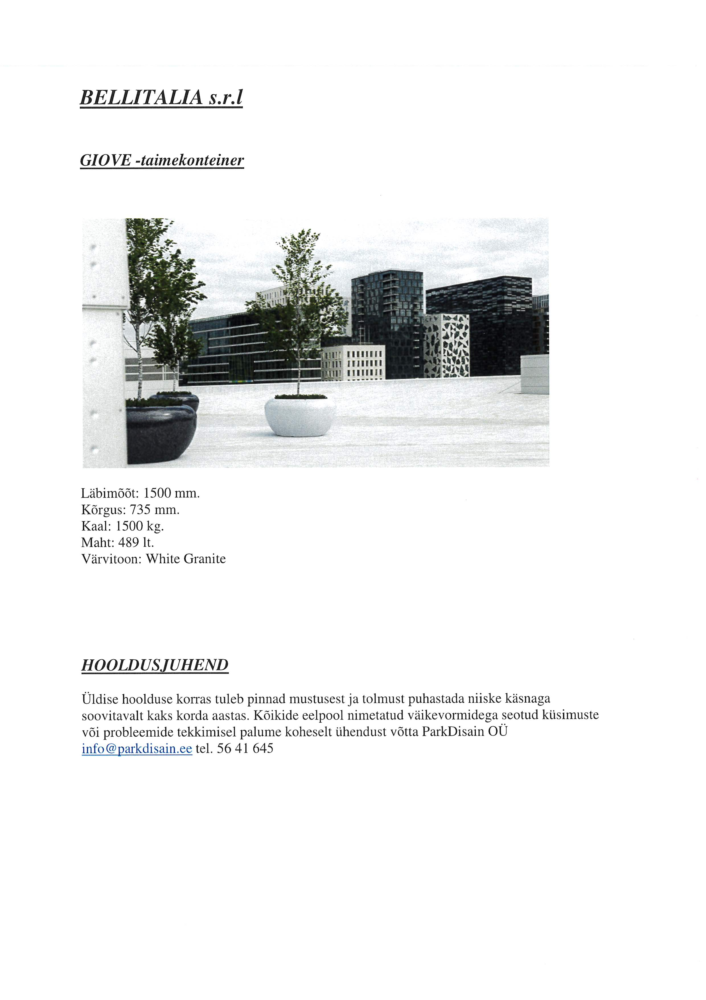 BELLITALIA s.r.l
GIOVE -taimekonteiner
Läbimõõt: 1500 mm.
Kõrgus: 735 mm.
Kaal: 1500 kg.
Maht: 489 lt.
Värvitoon: White Granite
HOOLDUSJUHEND
Üldise hoolduse korras tuleb pinnad mustusest ja tolmust puhastada niiske käsnaga
soovitavalt kaks korda aastas. Kõikide eelpool nimetatud väikevormidega seotud küsimuste
või probleemide tekkimisel palume koheselt ühendust võtta ParkDisain OÜ
info@parkdisain.ee tel. 56 41 645